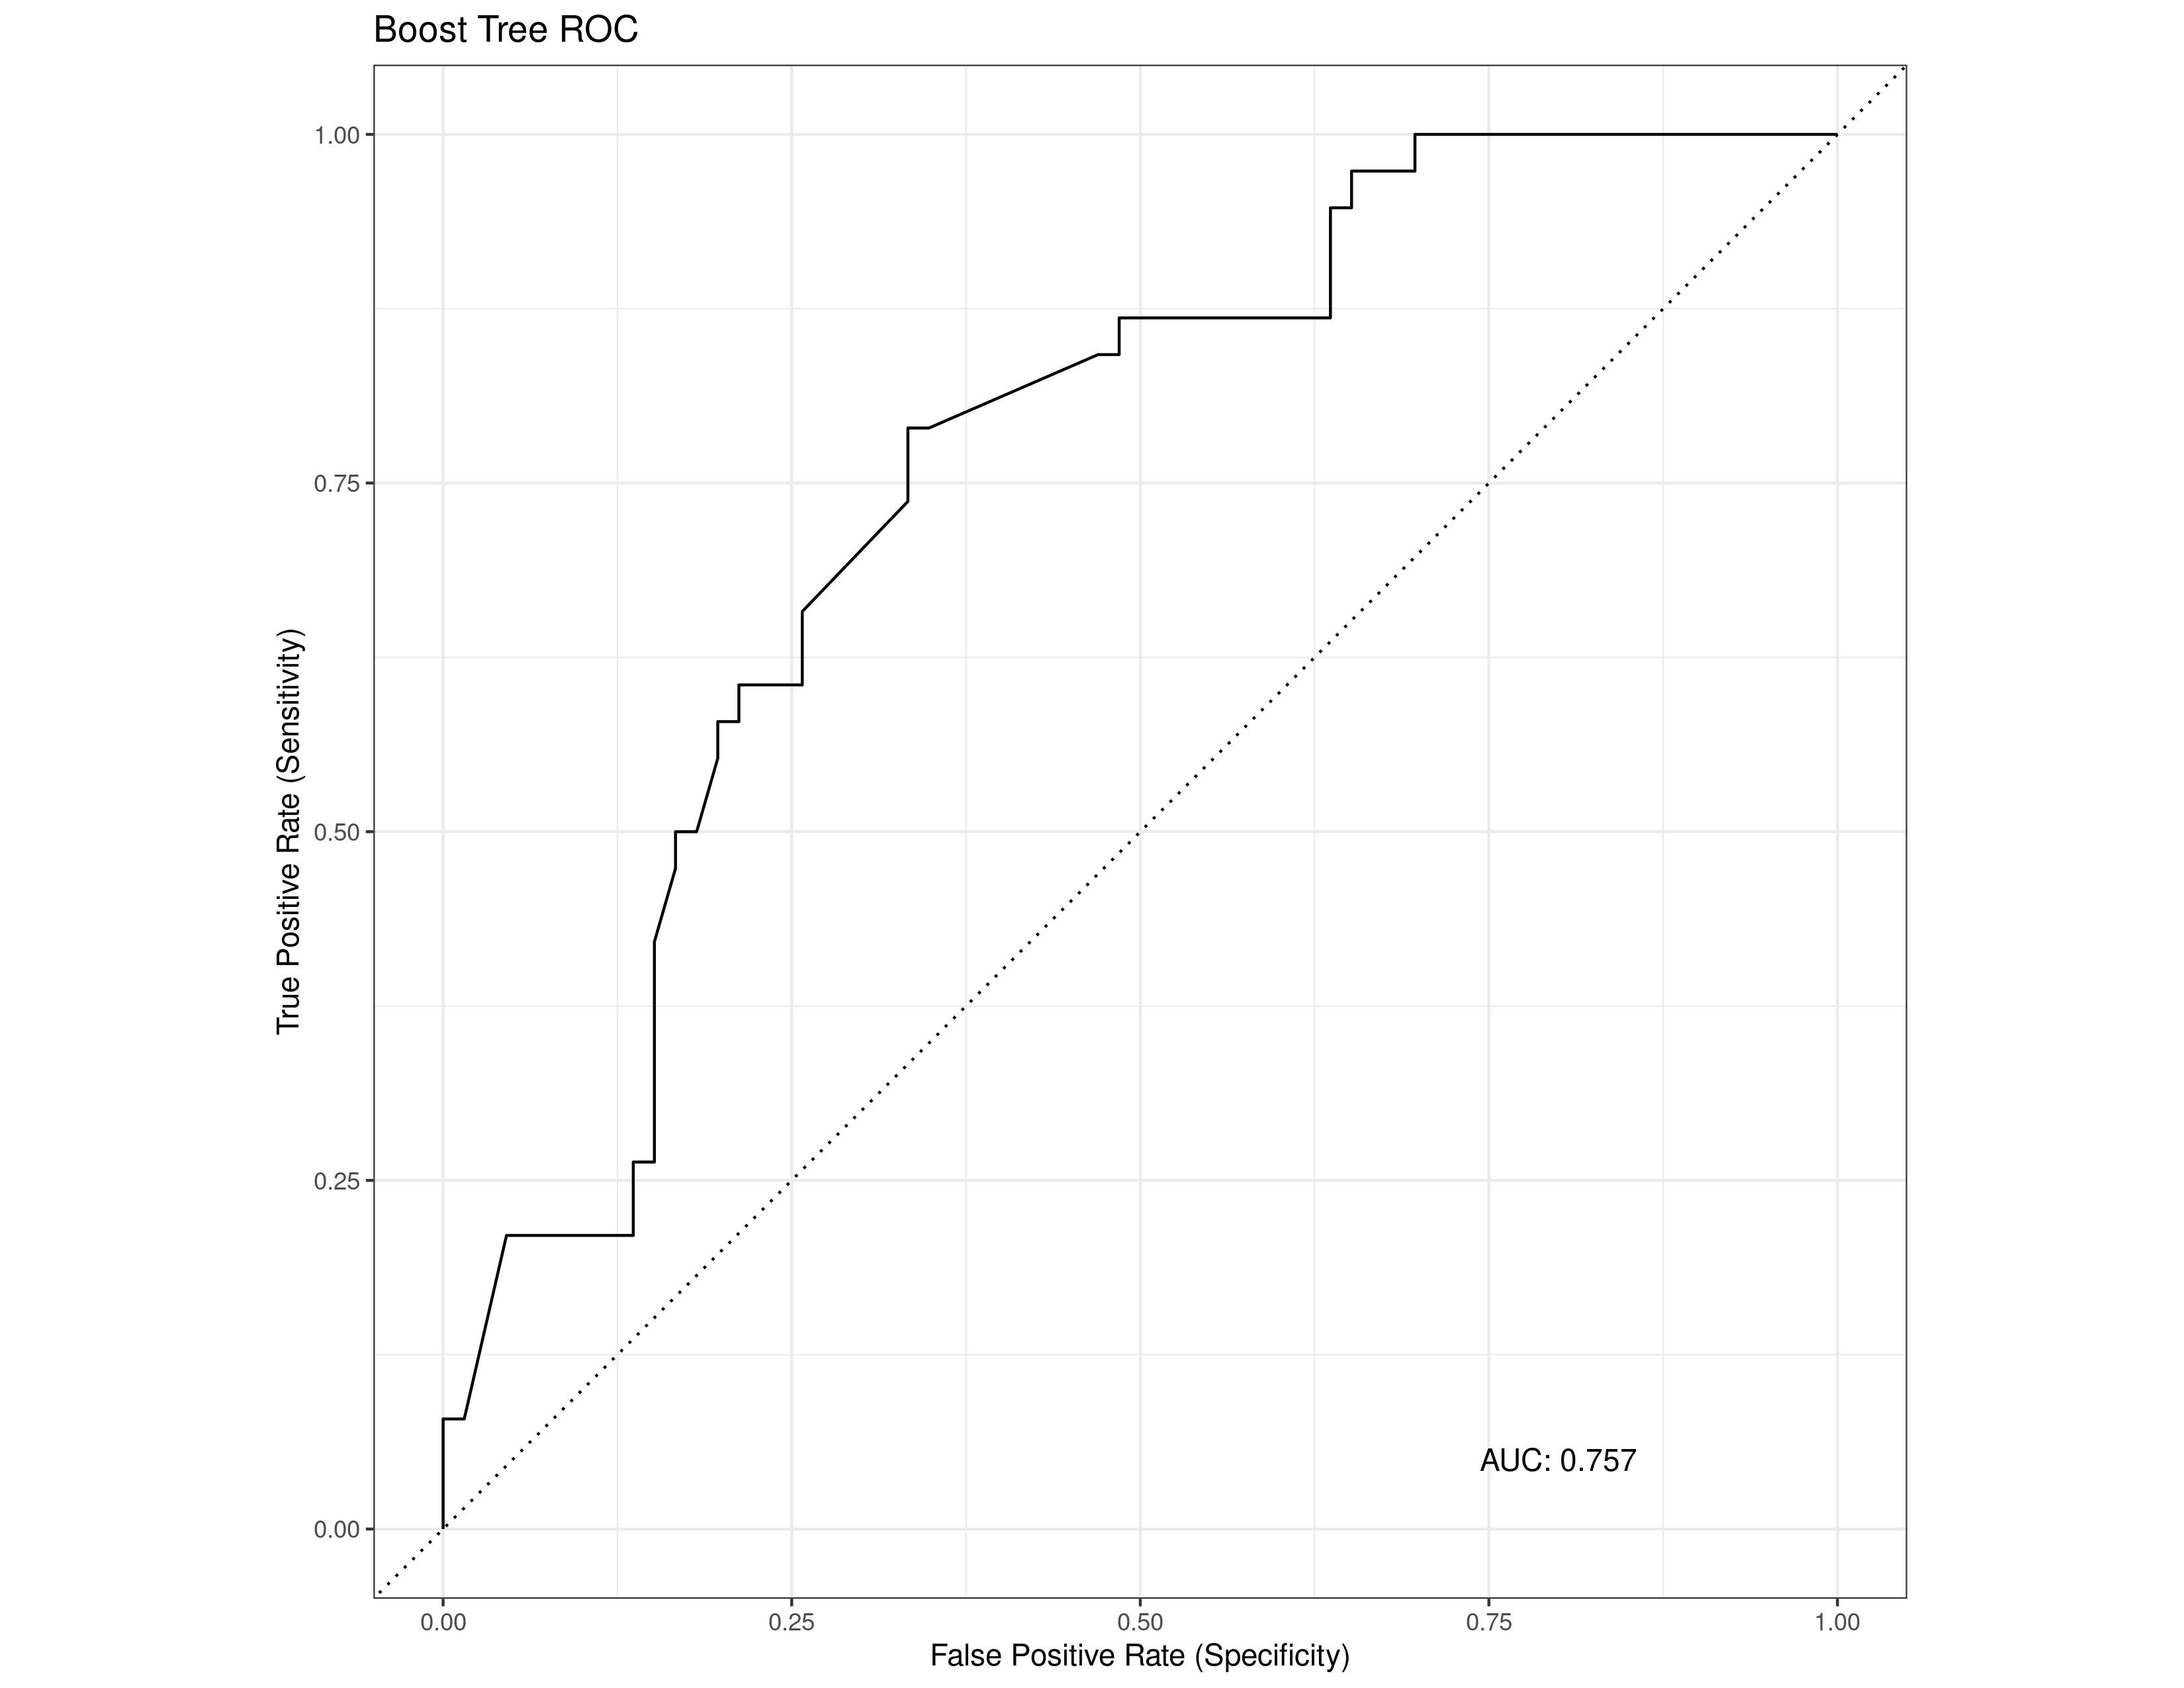 Boost Tree ROC
True Positive Rate (Sensitivity)
1.00
0.75
0.50
0.25
0.00
AUC: 0.757
0.00 0.25 0.50 0.75 1.00
False Positive Rate (Specificity)